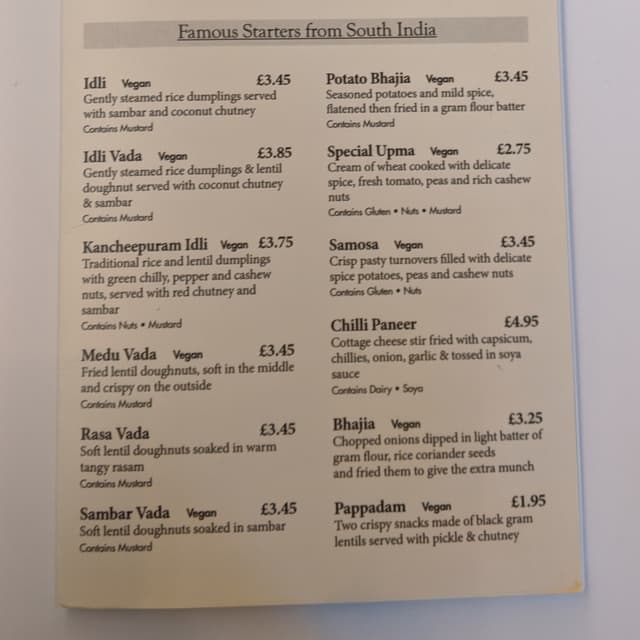 Famous Starters from South India
Idli Vegan £3.45
Gently steamed rice dumplings served
with sambar and coconut chutney
Contains Mustard
Idli Vada Vegan £3.85
Gently steamed rice dumplings & lentil
doughnut served with coconut chutney
& sambar
Contains Mustard
Kancheepuram Idli Vegan £3.75
Traditional rice and lentil dumplings
with green chilly, pepper and cashew
nuts, served with red chutney and
sambar
Contains Nuts • Mustard
Medu Vada Vegan £3.45
Fried lentil doughnuts, soft in the middle
and crispy on the outside
Contains Mustard
Rasa Vada £3.45
Soft lentil doughnuts soaked in warm
tangy rasam
Contains Mustard
Sambar Vada Vegan £3.45
Soft lentil doughnuts soaked in sambar
Contains Mustard
Potato Bhajia Vegan £3.45
Seasoned potatoes and mild spice,
flatened then fried in a gram flour batter
Contains Mustard
Special Upma Vegan £2.75
Cream of wheat cooked with delicate
spice, fresh tomato, peas and rich cashew
nuts
Contains Gluten • Nuts • Mustard
Samosa Vegan £3.45
Crisp pasty turnovers filled with delicate
spice potatoes, peas and cashew nuts
Contains Gluten • Nuts
Chilli Paneer £4.95
Cottage cheese stir fried with capsicum,
chillies, onion, garlic & tossed in soya
sauce
Contains Dairy • Soya
Bhajia Vegan £3.25
Chopped onions dipped in light batter of
gram flour, rice coriander seeds
and fried them to give the extra munch
Pappadam Vegan £1.95
Two crispy snacks made of black gram
lentils served with pickle & chutney